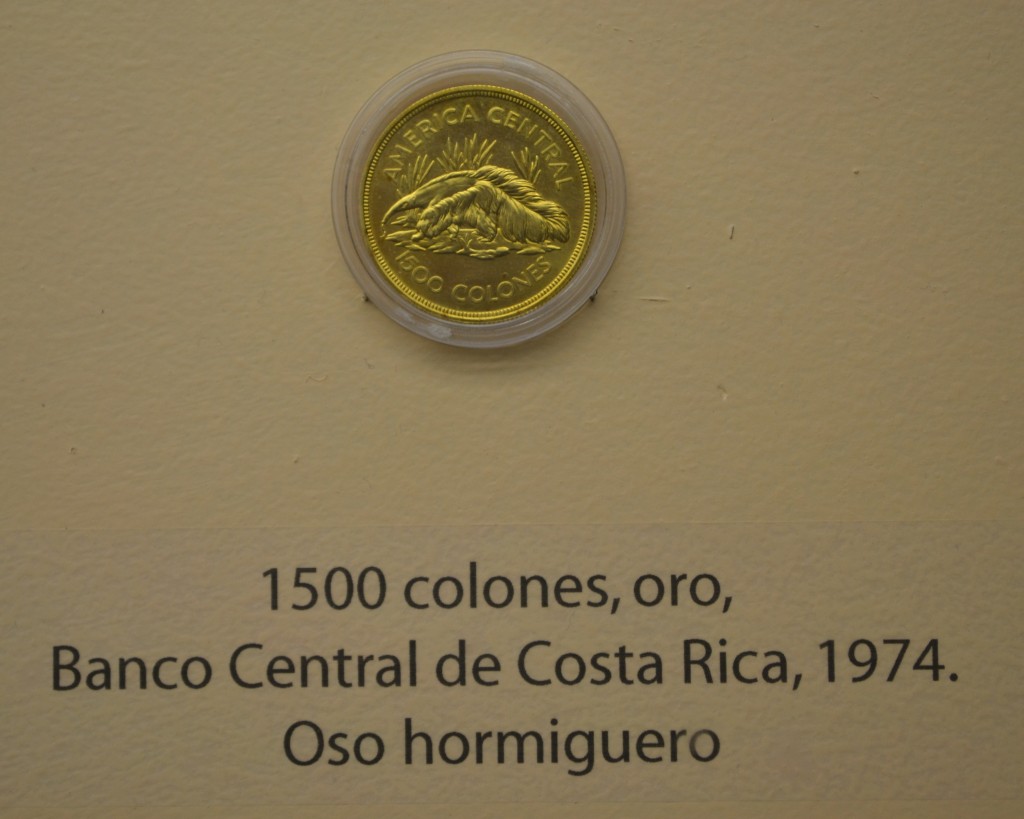 AMERICA CENTRAL
1500 COLONES
1500 colones, oro,
Banco Central de Costa Rica, 1974.
Oso hormiguero